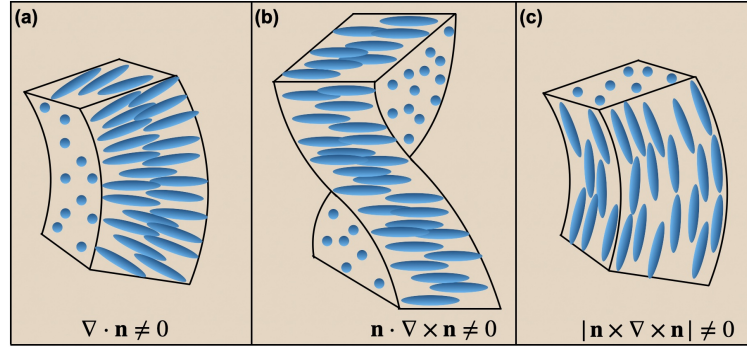 (a)
(b)
(c)
∇ · n ≠ 0
n · ∇ × n ≠ 0
|n × ∇ × n| ≠ 0